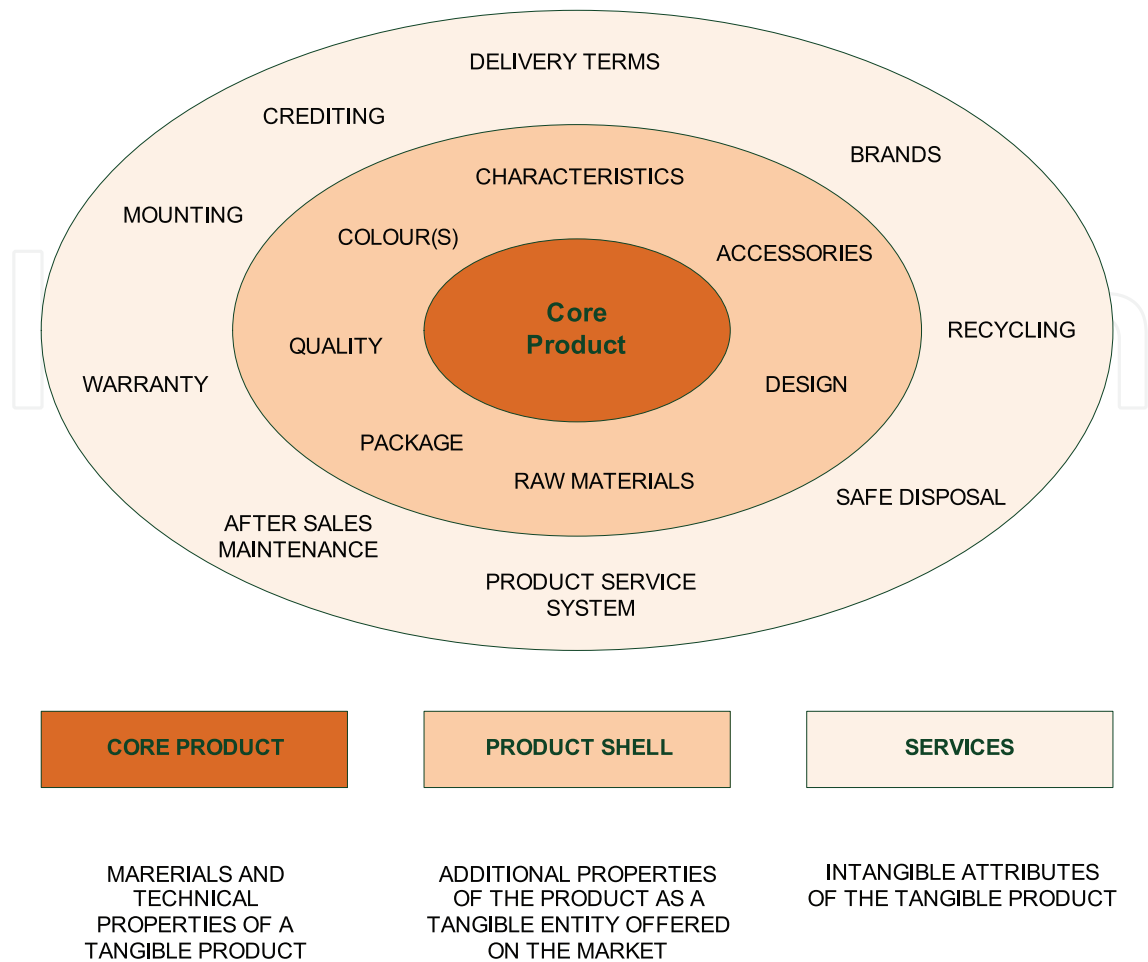 DELIVERY TERMS
CREDITING
BRANDS
CHARACTERISTICS
MOUNTING
COLOUR(S)
ACCESSORIES
Core
Product
RECYCLING
QUALITY
WARRANTY
DESIGN
PACKAGE
RAW MATERIALS
SAFE DISPOSAL
AFTER SALES
MAINTENANCE
PRODUCT SERVICE
SYSTEM
CORE PRODUCT
PRODUCT SHELL
SERVICES
MARERIALS AND
TECHNICAL
PROPERTIES OF A
TANGIBLE PRODUCT
ADDITIONAL PROPERTIES
OF THE PRODUCT AS A
TANGIBLE ENTITY OFFERED
ON THE MARKET
INTANGIBLE ATTRIBUTES
OF THE TANGIBLE PRODUCT